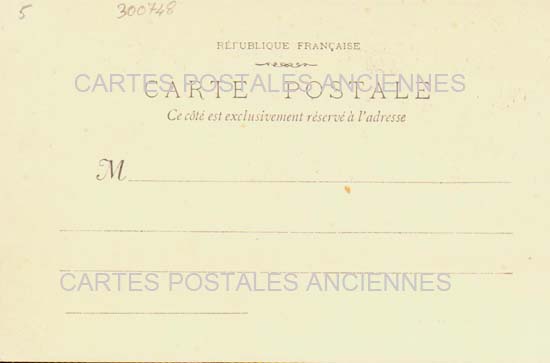 5 300748
RÉPUBLIQUE FRANÇAISE
CARTES POSTALES ANCIENNES
CARTE POSTALE
Ce côté est exclusivement réservé à l'adresse
M
CARTES POSTALES ANCIENNES